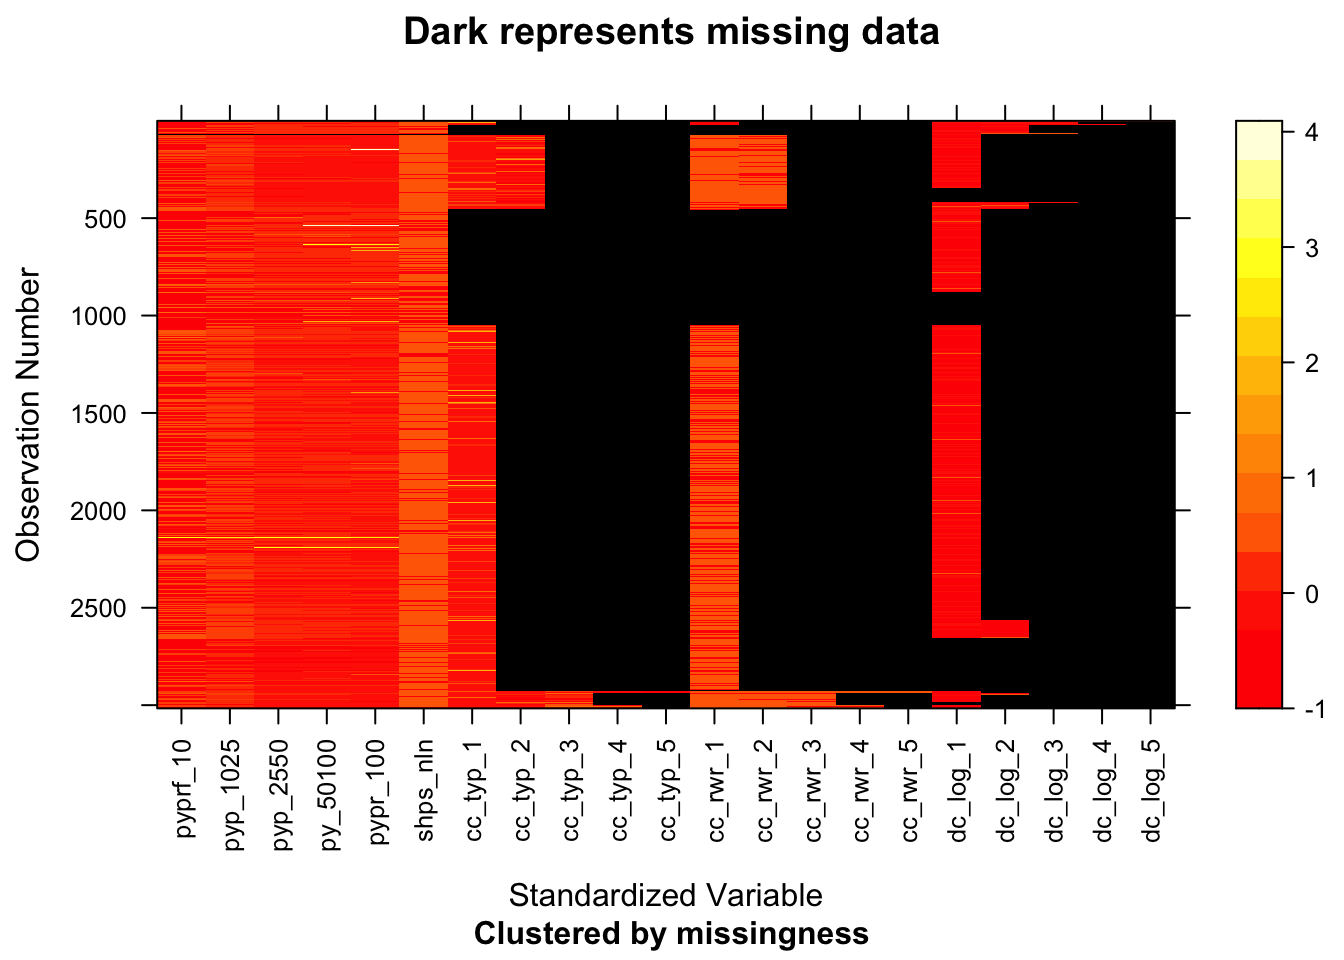 Dark represents missing data
Observation Number
500
1000
1500
2000
2500
4
3
2
1
0
-1
pyprf_10
pyp_1025
pyp_2550
py_50100
pypr_100
shps_nln
cc_typ_1
cc_typ_2
cc_typ_3
cc_typ_4
cc_typ_5
cc_rwr_1
cc_rwr_2
cc_rwr_3
cc_rwr_4
cc_rwr_5
dc_log_1
dc_log_2
dc_log_3
dc_log_4
dc_log_5
Standardized Variable
Clustered by missingness